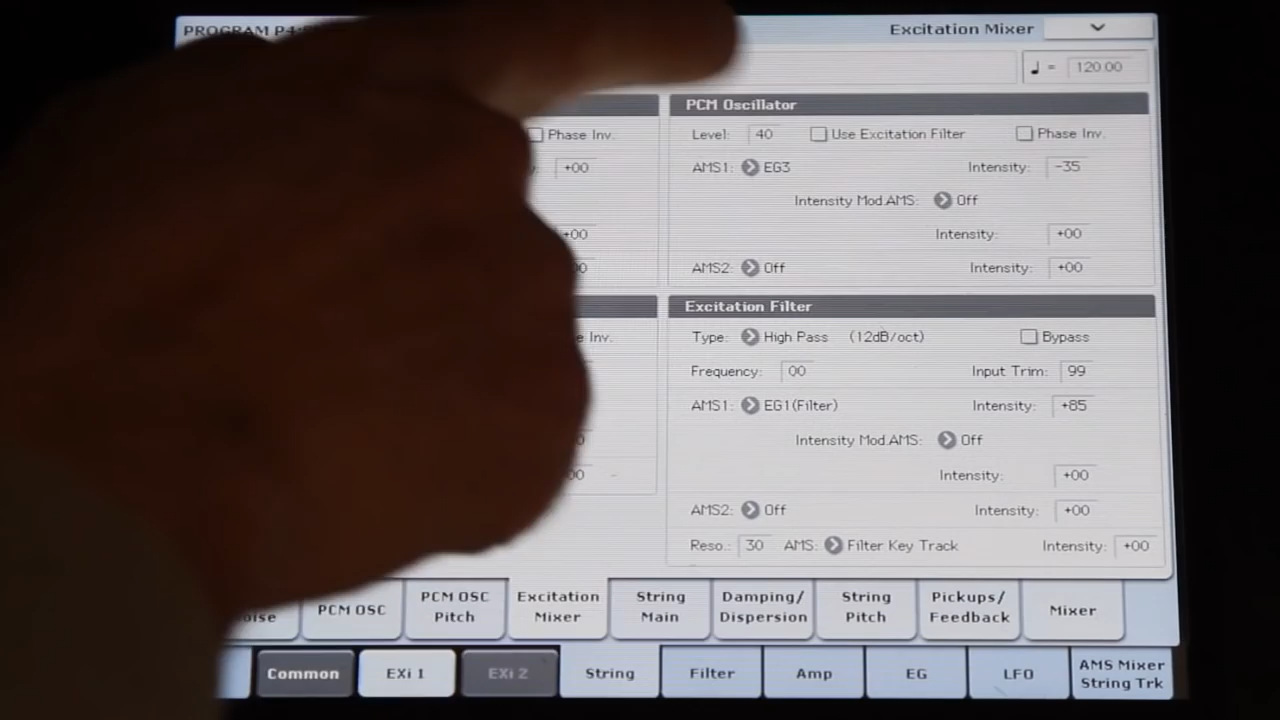 PROGRAM P4:
Excitation Mixer
= 120.00
PCM Oscillator
Phase Inv.
Level: 40 Use Excitation Filter Phase Inv.
+00
AMS1: EG3 Intensity: -35
Intensity Mod.AMS: Off
+00
Intensity: +00
AMS2: Off Intensity: +00
Excitation Filter
Inv.
Type: High Pass (12dB/oct) Bypass
Frequency: 00 Input Trim: 99
AMS1: EG1(Filter) Intensity: +85
Intensity Mod.AMS: Off
Intensity: +00
AMS2: Off Intensity: +00
Reso.: 30 AMS: Filter Key Track Intensity: +00
PCM OSC
PCM OSC
Pitch
Excitation
Mixer
String
Main
Damping/
Dispersion
String
Pitch
Pickups/
Feedback
Mixer
Common
EXi 1
EXi 2
String
Filter
Amp
EG
LFO
AMS Mixer
String Trk